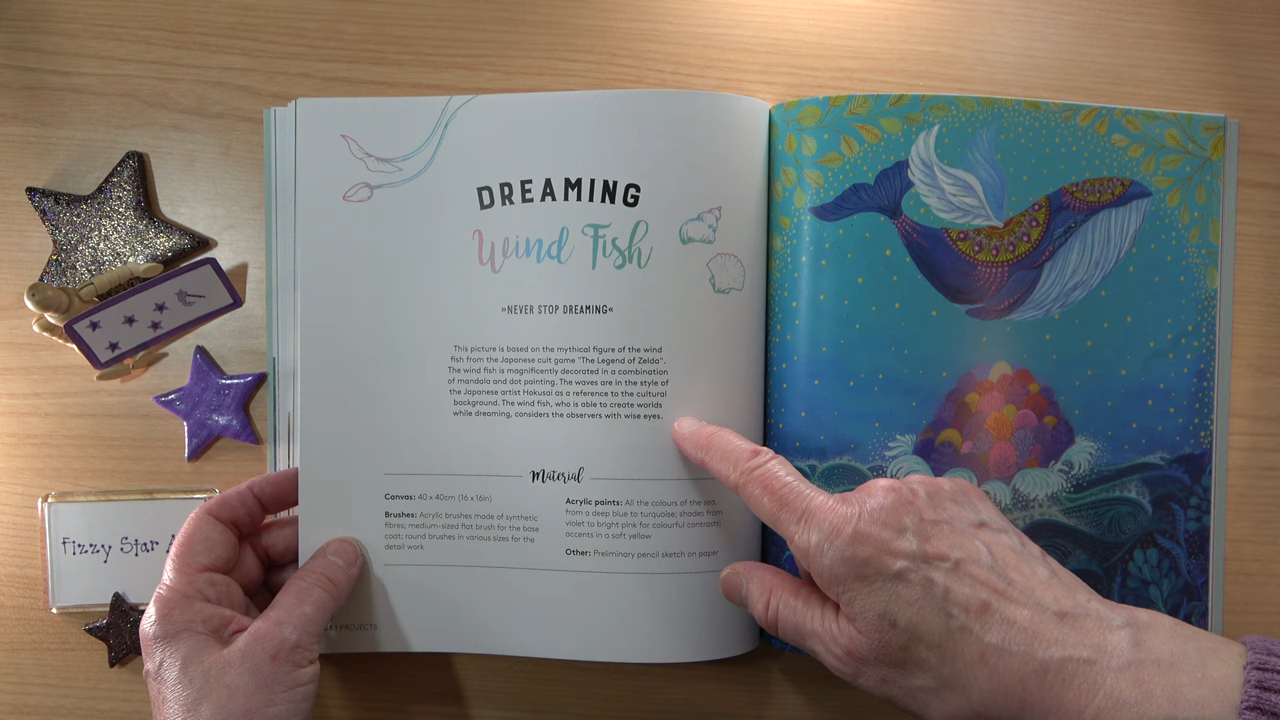 DREAMING
Wind Fish
»NEVER STOP DREAMING«
This picture is based on the mythical figure of the wind
fish from the Japanese cult game "The Legend of Zelda".
The wind fish is magnificently decorated in a combination
of mandala and dot painting. The waves are in the style of
the Japanese artist Hokusai as a reference to the cultural
background. The wind fish, who is able to create worlds
while dreaming, considers the observers with wise eyes.
Material
Canvas: 40 x 40cm (16 x 16in)
Brushes: Acrylic brushes made of synthetic
fibres; medium-sized flat brush for the base
coat; round brushes in various sizes for the
detail work
Acrylic paints: All the colours of the sea,
from a deep blue to turquoise; shades from
violet to bright pink for colourful contrasts;
accents in a soft yellow
Other: Preliminary pencil sketch on paper
| PROJECTS
Fizzy Star